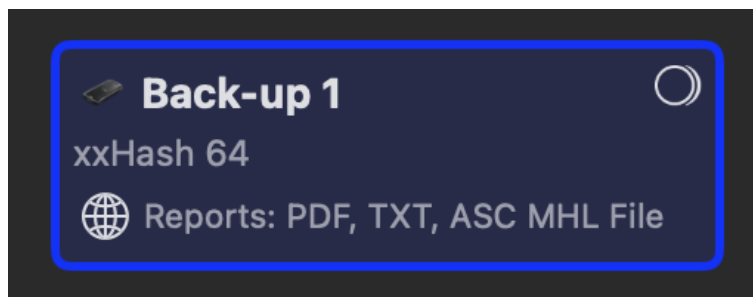 Back-up 1
xxHash 64
Reports: PDF, TXT, ASC MHL File